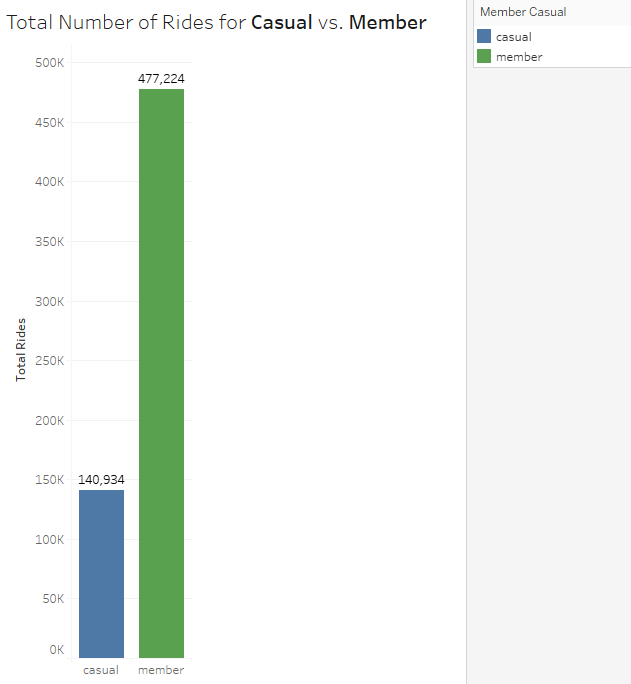 Total Number of Rides for Casual vs. Member
Member Casual
casual
member
500K
477,224
450K
400K
350K
300K
Total Rides
250K
200K
150K
140,934
100K
50K
0K
casual member